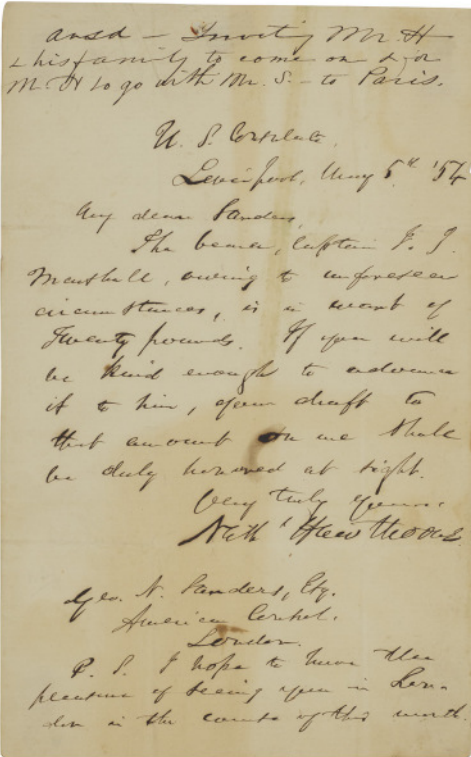 ansd - Inviting Mr. H
& his family to come on & for
Mr. H to go with Mr. S. - to Paris.
U. S. Consulate,
Liverpool, May 5th '54
My dear Sanders,
The bearer, Captain F. J.
Marshall, owing to unforeseen
circumstances, is in want of
Twenty pounds. If you will
be kind enough to advance
it to him, your draft to
that amount on me shall
be duly honored at sight.
Very truly yours,
Nathl Hawthorne.
Geo. N. Sanders, Esq.
American Consul.
London.
P. S. I hope to have the
pleasure of seeing you in Lon-
don in the course of this month.